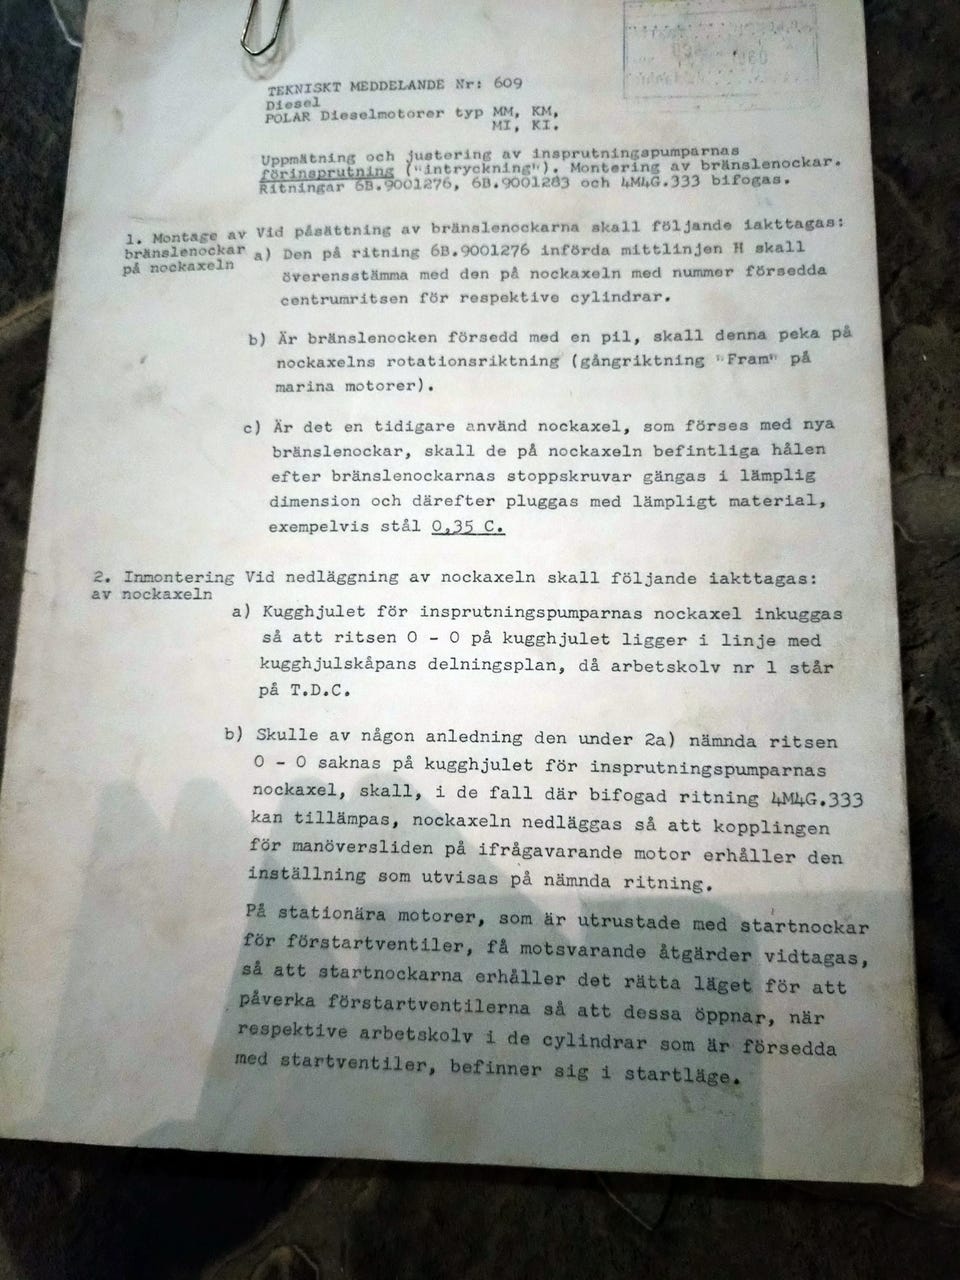 TEKNISKT MEDDELANDE Nr: 609
Diesel
POLAR Dieselmotorer typ MM, KM,
MI, KI.
Uppmätning och justering av insprutningspumparnas
förinsprutning ("intryckning"). Montering av bränslenockar.
Ritningar 6B.9001276, 6B.9001283 och 4M4G.333 bifogas.
1. Montage av Vid påsättning av bränslenockarna skall följande iakttagas:
bränslenockar a) Den på ritning 6B.9001276 införda mittlinjen H skall
på nockaxeln överensstämma med den på nockaxeln med nummer försedda
centrumritsen för respektive cylindrar.
b) Är bränslenocken försedd med en pil, skall denna peka på
nockaxelns rotationsriktning (gångriktning "Fram" på
marina motorer).
c) Är det en tidigare använd nockaxel, som förses med nya
bränslenockar, skall de på nockaxeln befintliga hålen
efter bränslenockarnas stoppskruvar gängas i lämplig
dimension och därefter pluggas med lämpligt material,
exempelvis stål 0,35 C.
2. Inmontering Vid nedläggning av nockaxeln skall följande iakttagas:
av nockaxeln
a) Kugghjulet för insprutningspumparnas nockaxel inkuggas
så att ritsen 0 - 0 på kugghjulet ligger i linje med
kugghjulskåpans delningsplan, då arbetskolv nr 1 står
på T.D.C.
b) Skulle av någon anledning den under 2a) nämnda ritsen
0 - 0 saknas på kugghjulet för insprutningspumparnas
nockaxel, skall, i de fall där bifogad ritning 4M4G.333
kan tillämpas, nockaxeln nedläggas så att kopplingen
för manöversliden på ifrågavarande motor erhåller den
inställning som utvisas på nämnda ritning.
På stationära motorer, som är utrustade med startnockar
för förstartventiler, få motsvarande åtgärder vidtagas,
så att startnockarna erhåller det rätta läget för att
påverka förstartventilerna så att dessa öppnar, när
respektive arbetskolv i de cylindrar som är försedda
med startventiler, befinner sig i startläge.